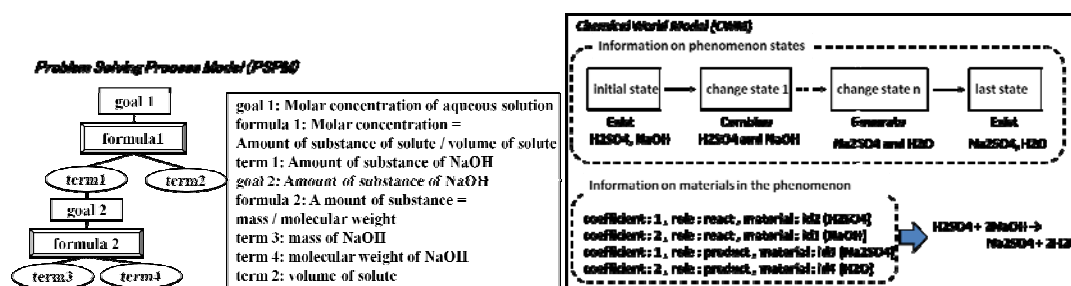 Problem Solving Process Model (PSPM)
goal 1
formula1
term1
term2
goal 2
formula 2
term3
term4
goal 1: Molar concentration of aqueous solution
formula 1: Molar concentration =
Amount of substance of solute / volume of solute
term 1: Amount of substance of NaOH
goal 2: Amount of substance of NaOH
formula 2: A mount of substance =
mass / molecular weight
term 3: mass of NaOH
term 4: molecular weight of NaOH
term 2: volume of solute
Chemical World Model (CWM)
Information on phenomenon states
initial state
change state 1
change state n
last state
Exist
H2SO4, NaOH
Combine
H2SO4 and NaOH
Generate
Na2SO4 and H2O
Exist
Na2SO4, H2O
Information on materials in the phenomenon
coefficient: 1, role: react, material: id2 (H2SO4)
coefficient: 2, role: react, material: id1 (NaOH)
coefficient: 1, role: product, material: id3 (Na2SO4)
coefficient: 2, role: product, material: id4 (H2O)
H2SO4 + 2NaOH→
Na2SO4 + 2H2